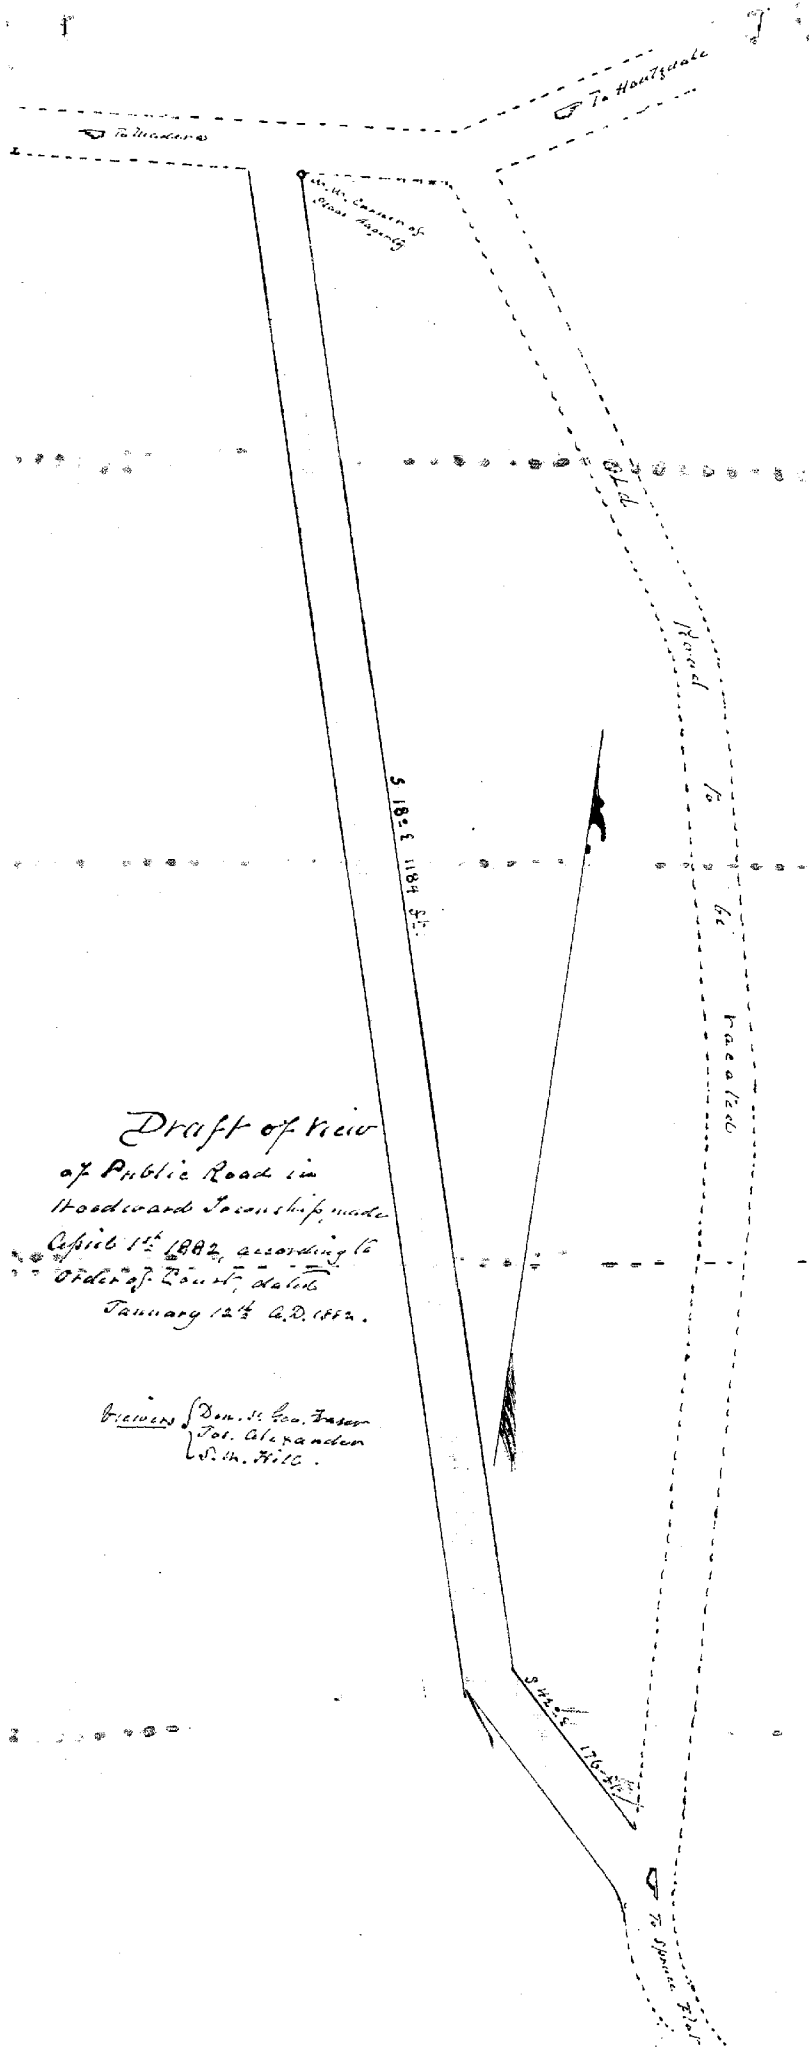 To Madera
To Houtzdale
Old Road to be vacated
S 18° E 1184 ft.
Draft of View
of Public Road in
Woodward Township, made
April 1st 1882, according to
Order of Court, dated
January 12th A.D. 1882.
Viewers
Jos. Alexander
S. M. Hill.
S 42° E 176 ft.
To Spruce Flat